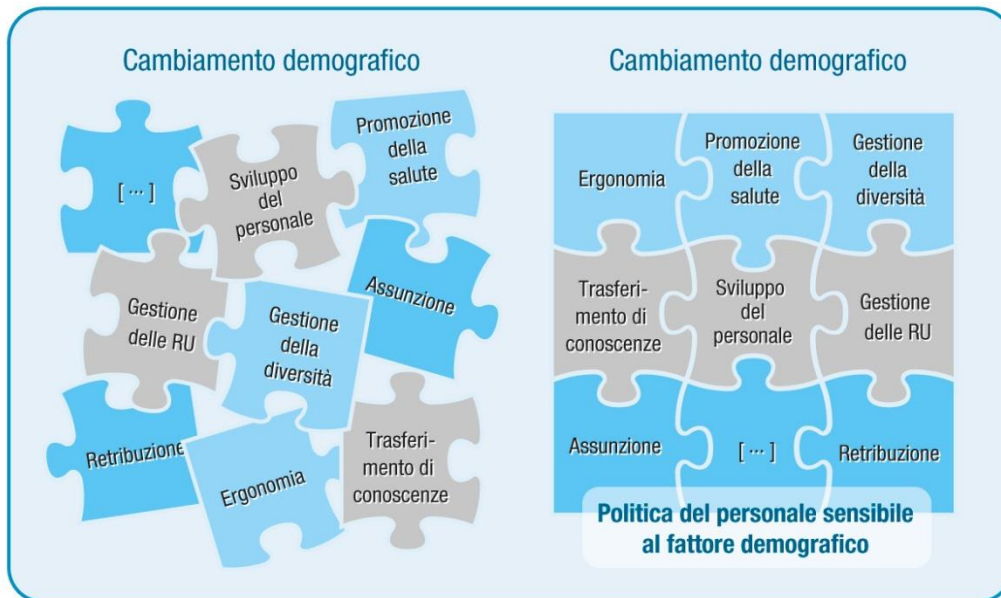 Cambiamento demografico
[ ... ]
Sviluppo
del
personale
Promozione
della
salute
Gestione
delle RU
Gestione
della
diversità
Assunzione
Retribuzione
Ergonomia
Trasferi-
mento di
conoscenze
Cambiamento demografico
Ergonomia
Promozione
della
salute
Gestione
della
diversità
Trasferi-
mento di
conoscenze
Sviluppo
del
personale
Gestione
delle RU
Assunzione
[ ... ]
Retribuzione
Politica del personale sensibile
al fattore demografico